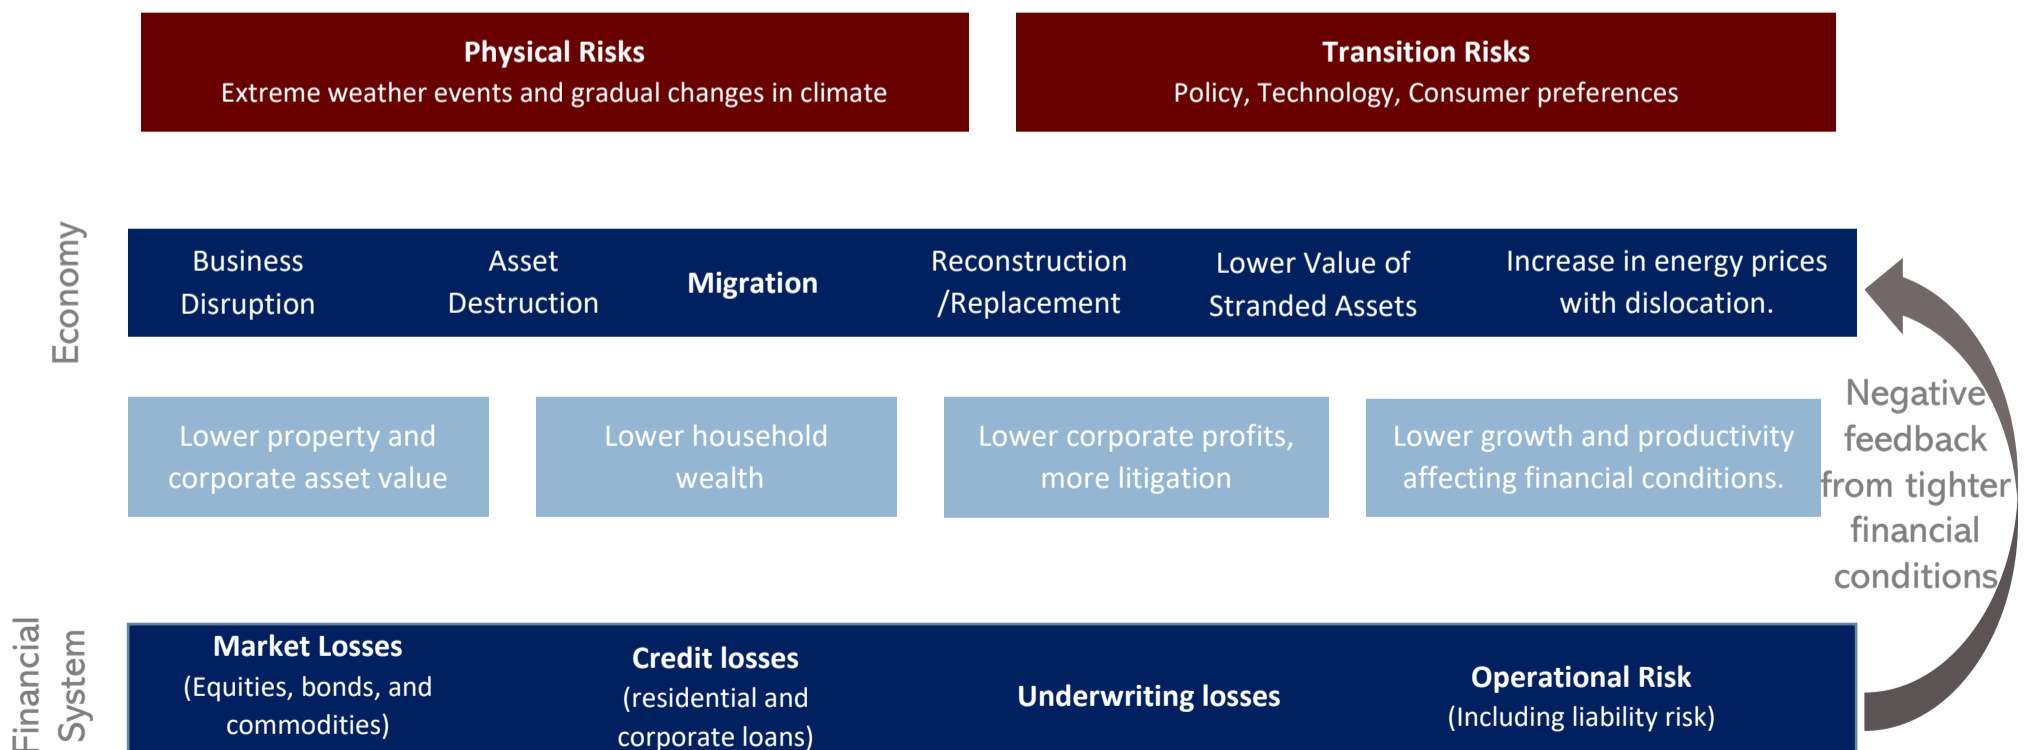 Physical Risks
Extreme weather events and gradual changes in climate
Transition Risks
Policy, Technology, Consumer preferences
Economy
Business
Disruption
Asset
Destruction
Migration
Reconstruction
/Replacement
Lower Value of
Stranded Assets
Increase in energy prices
with dislocation.
Lower property and
corporate asset value
Lower household
wealth
Lower corporate profits,
more litigation
Lower growth and productivity
affecting financial conditions.
Negative
feedback
from tighter
financial
conditions
Financial
System
Market Losses
(Equities, bonds, and
commodities)
Credit losses
(residential and
corporate loans)
Underwriting losses
Operational Risk
(Including liability risk)